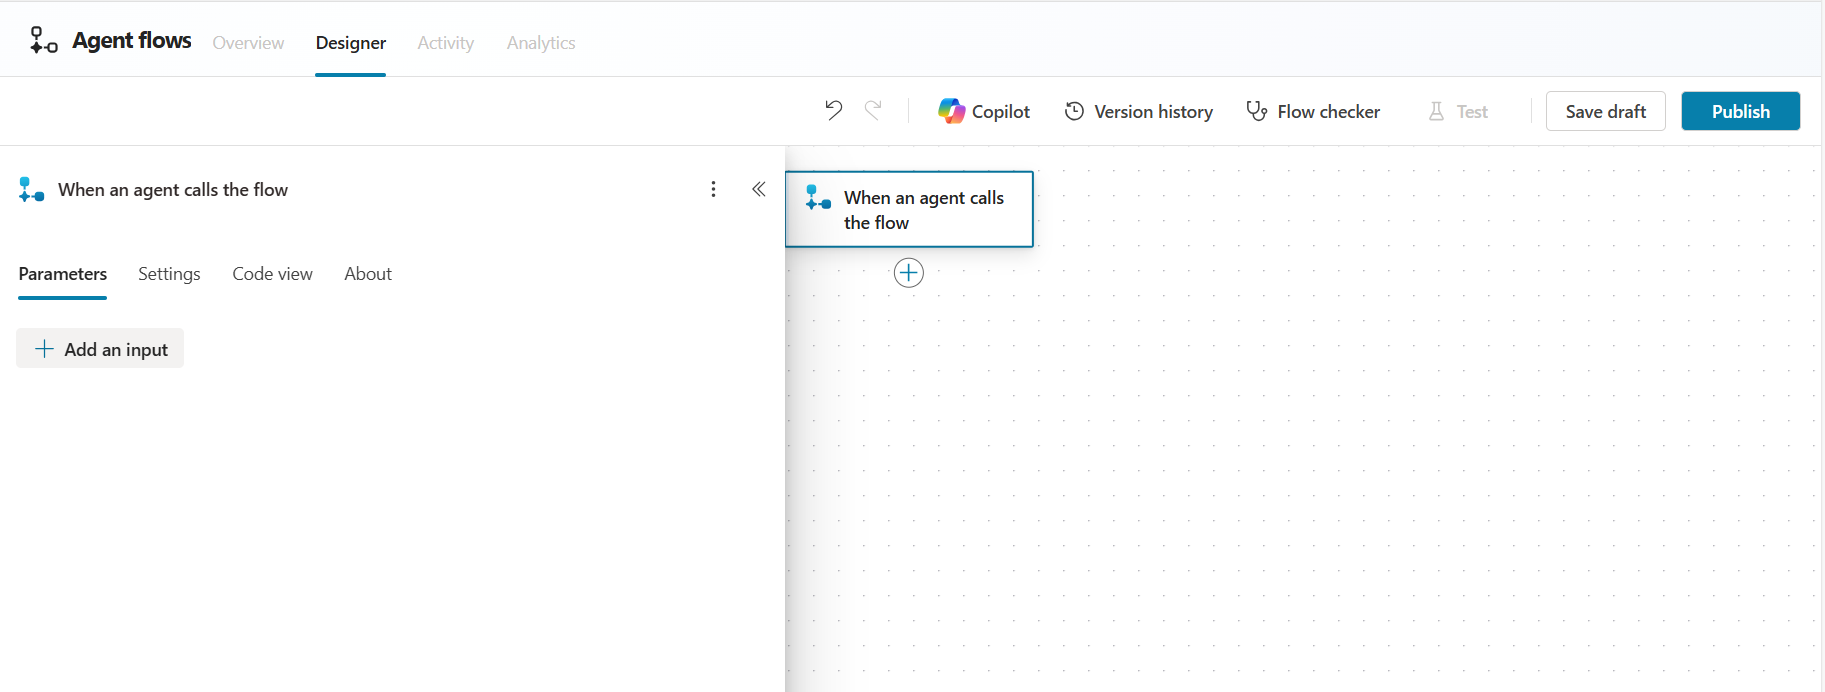 Agent flows Overview Designer Activity Analytics
Copilot Version history Flow checker Test Save draft Publish
When an agent calls the flow
When an agent calls
the flow
Parameters Settings Code view About
Add an input